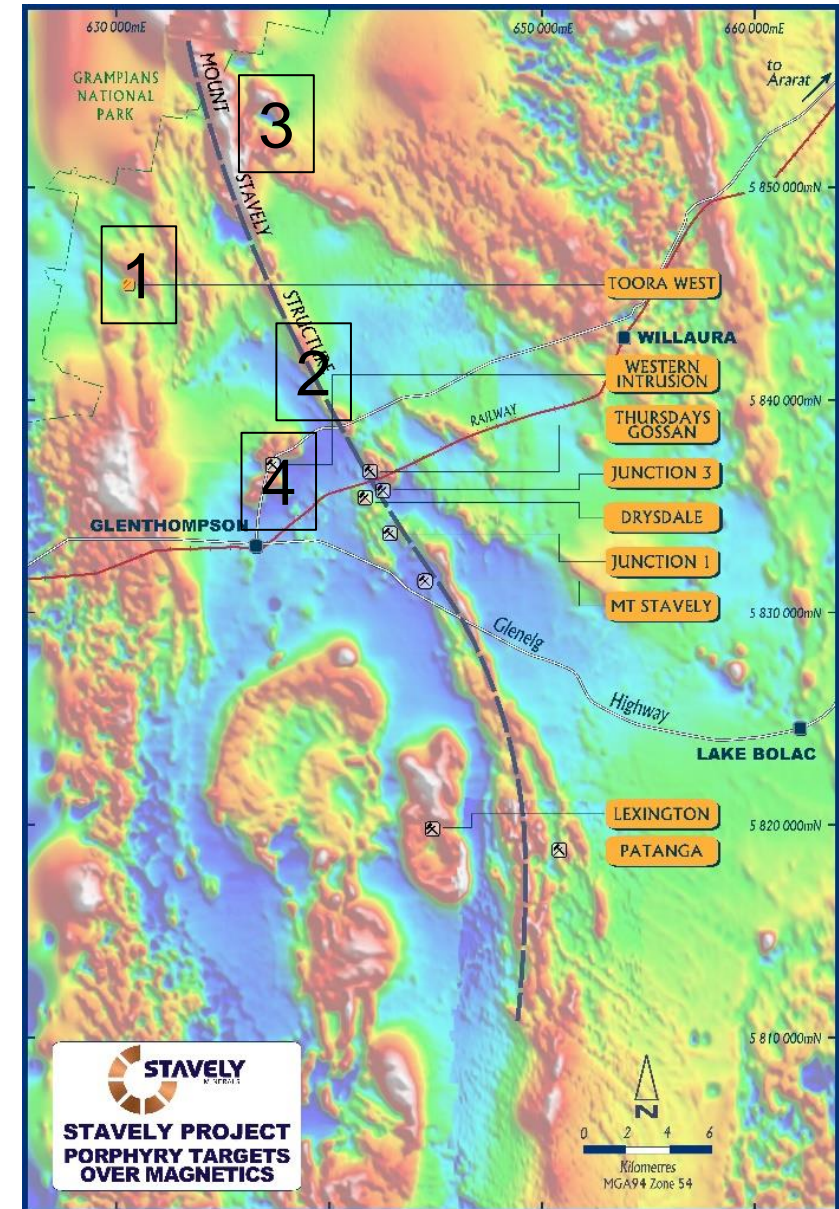 630 000mE
650 000mE
660 000mE
GRAMPIANS
NATIONAL
PARK
to
Ararat
MOUNT
STAVELY
STRUCTURE
3
5 850 000mN
1
TOORA WEST
WILLAURA
2
WESTERN
INTRUSION
5 840 000mN
RAILWAY
THURSDAYS
GOSSAN
4
JUNCTION 3
GLENTHOMPSON
DRYSDALE
JUNCTION 1
MT STAVELY
5 830 000mN
Glenelg
Highway
LAKE BOLAC
LEXINGTON
5 820 000mN
PATANGA
5 810 000mN
STAVELY
MINERALS
STAVELY PROJECT
PORPHYRY TARGETS
OVER MAGNETICS
N
0 2 4 6
Kilometres
MGA94 Zone 54